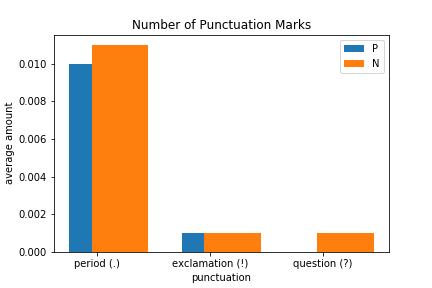 Number of Punctuation Marks
P
N
0.010
0.008
0.006
0.004
0.002
0.000
average amount
period (.)
exclamation (!)
question (?)
punctuation